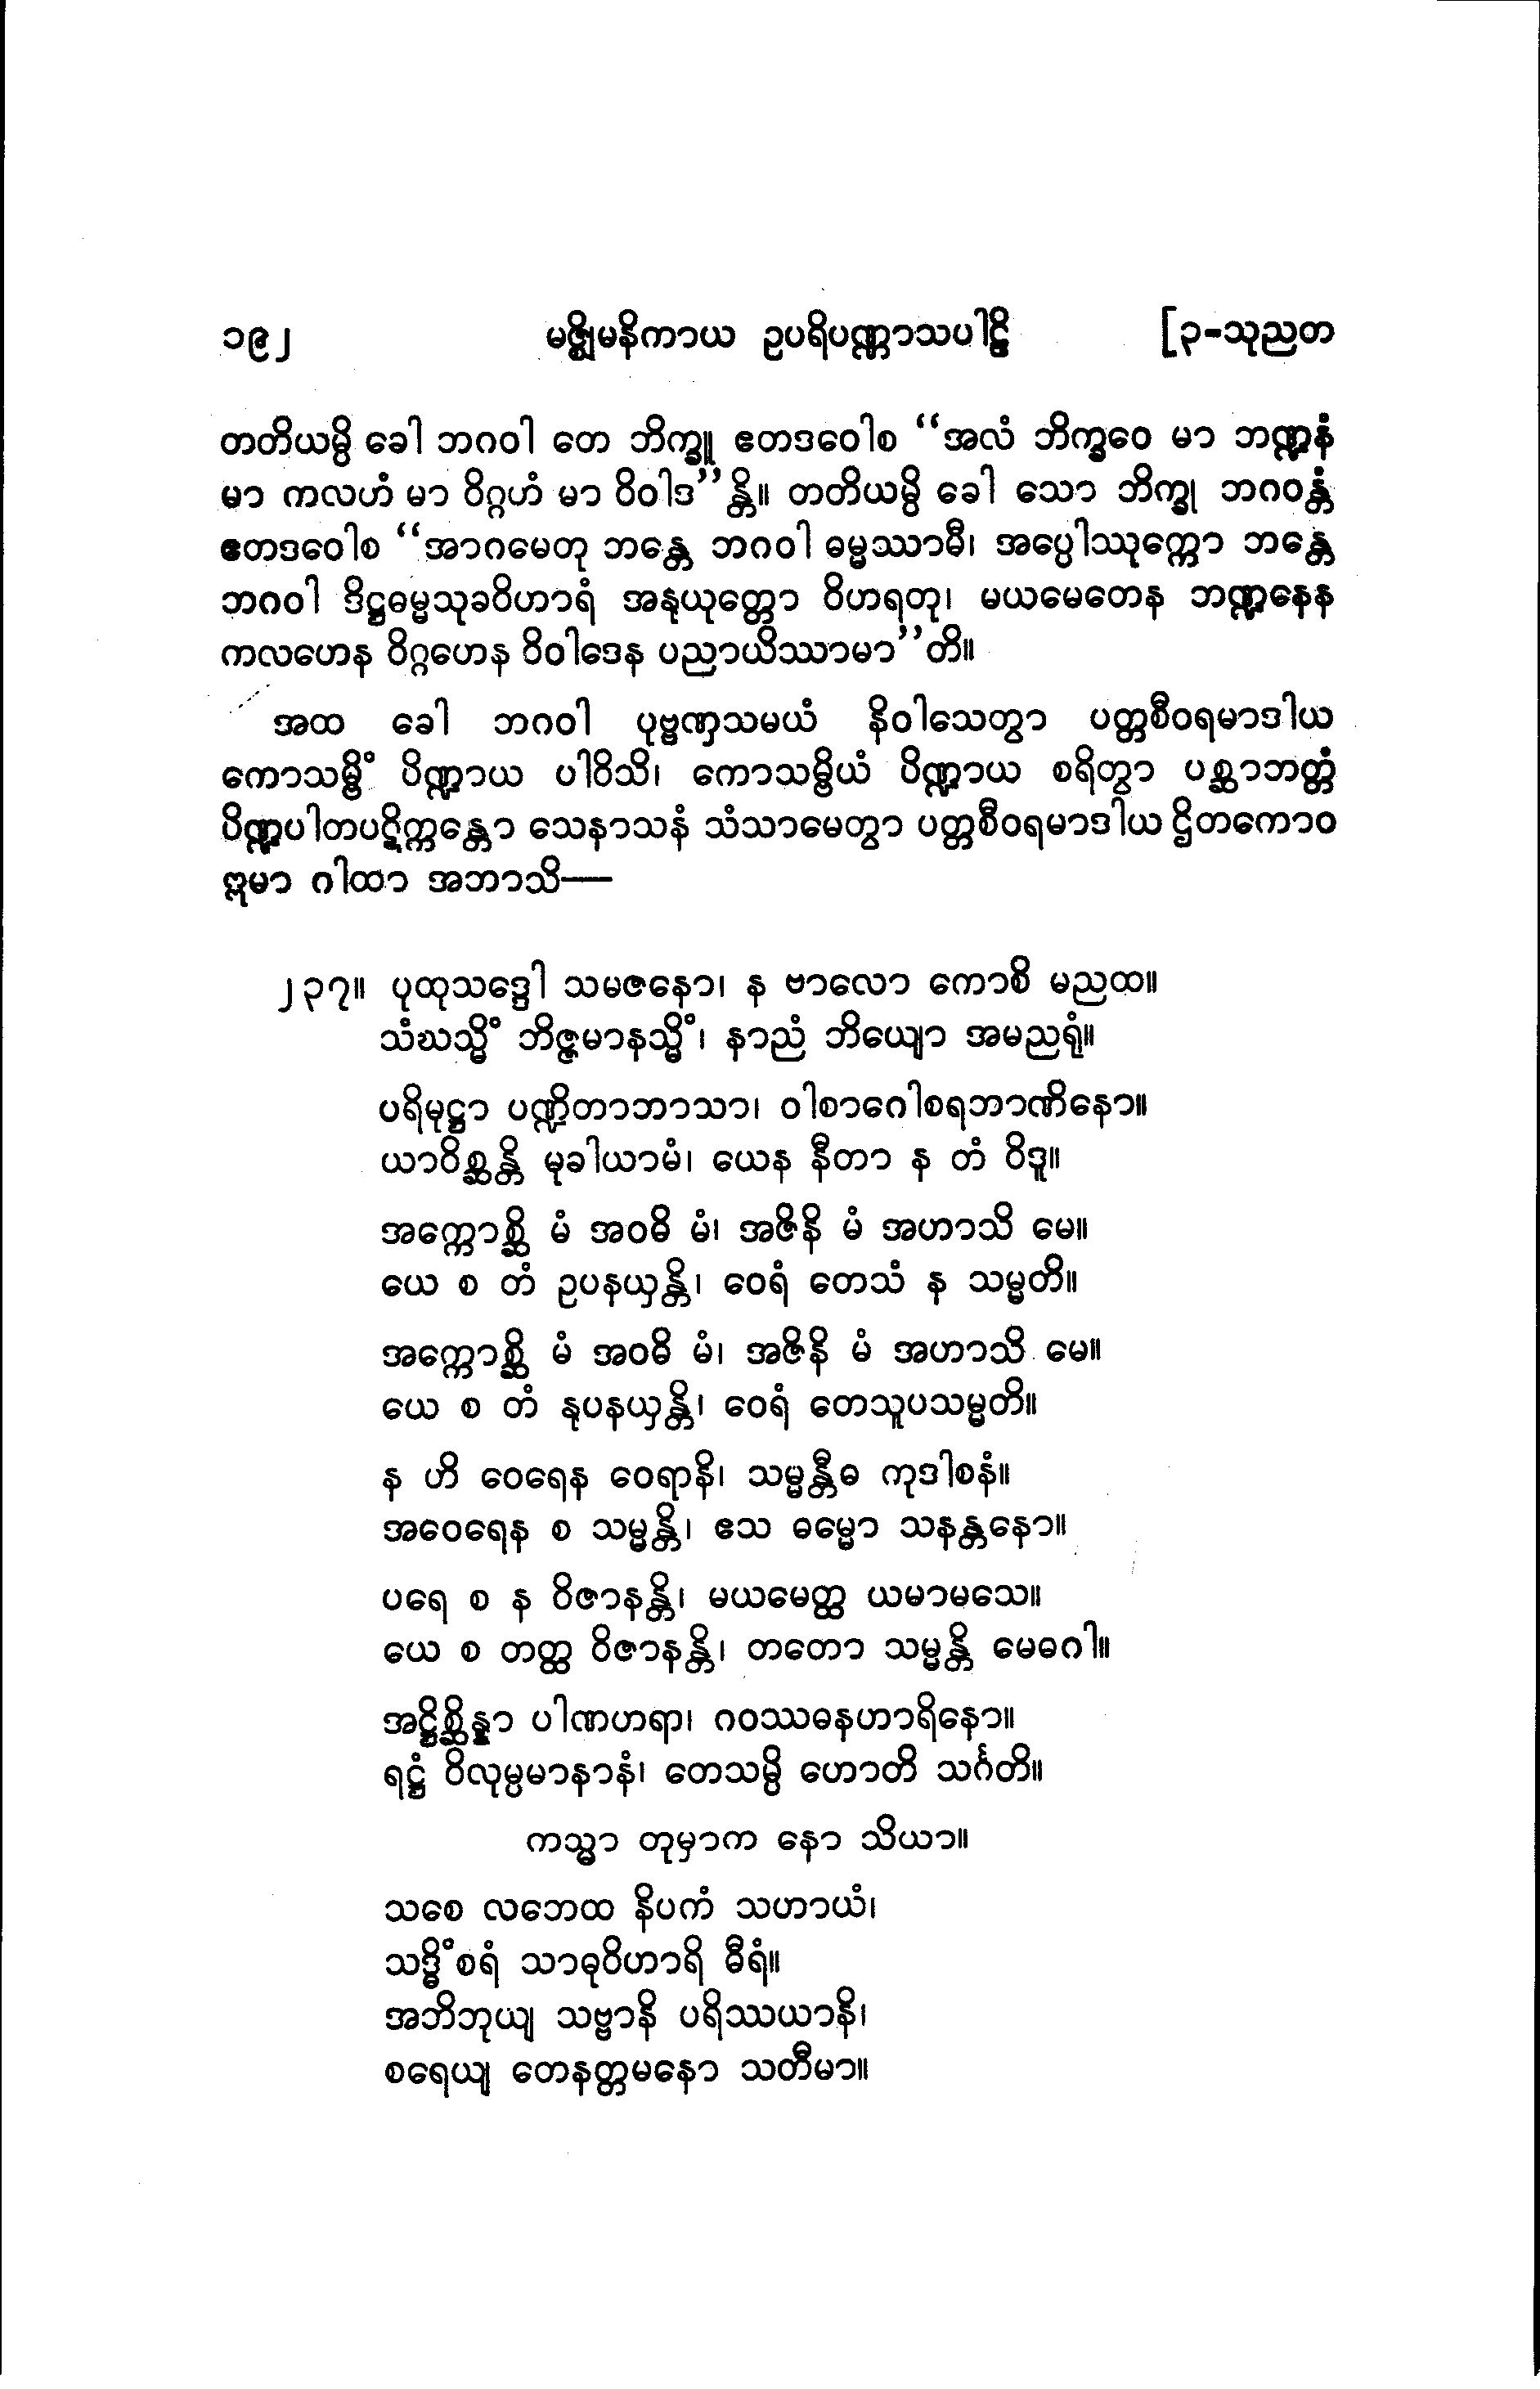 ၁၉၂ မဇ္ဈိမနိကာယ ဥပရိပဏ္ဏာသပါဠိ [၃-သုညတ
တတိယမ္ပိ ခေါ ဘဂဝါ တေ ဘိက္ခူ ဧတဒဝေါစ “အလံ ဘိက္ခဝေ မာ ဘဏ္ဍနံ
မာ ကလဟံ မာ ဝိဂ္ဂဟံ မာ ဝိဝါဒ”န္တိ။ တတိယမ္ပိ ခေါ သော ဘိက္ခု ဘဂဝန္တံ
ဧတဒဝေါစ “အာဂမေတု ဘန္တေ ဘဂဝါ ဓမ္မဿာမီ၊ အပ္ပေါဿုက္ကော ဘန္တေ
ဘဂဝါ ဒိဋ္ဌဓမ္မသုခဝိဟာရံ အနုယုတ္တော ဝိဟရတု၊ မယမေတေန ဘဏ္ဍနေန
ကလဟေန ဝိဂ္ဂဟေန ဝိဝါဒေန ပညာယိဿာမာ”တိ။
အထ ခေါ ဘဂဝါ ပုဗ္ဗဏှသမယံ နိဝါသေတွာ ပတ္တစီဝရမာဒါယ
ကောသမ္ဗိံ ပိဏ္ဍာယ ပါဝိသိ၊ ကောသမ္ဗိယံ ပိဏ္ဍာယ စရိတွာ ပစ္ဆာဘတ္တံ
ပိဏ္ဍပါတပဋိက္ကန္တော သေနာသနံ သံသာမေတွာ ပတ္တစီဝရမာဒါယ ဌိတကောဝ
ဣမာ ဂါထာ အဘာသိ—
၂၃၇။ ပုထုသဒ္ဒေါ သမဇနော၊ န ဗာလော ကောစိ မညထ။
သံဃသ္မိံ ဘိဇ္ဇမာနသ္မိံ၊ နာညံ ဘိယျော အမညရုံ။
ပရိမုဋ္ဌာ ပဏ္ဍိတာဘာသာ၊ ဝါစာဂေါစရဘာဏိနော။
ယာဝိစ္ဆန္တိ မုခါယာမံ၊ ယေန နီတာ န တံ ဝိဒူ။
အက္ကောစ္ဆိ မံ အဝဓိ မံ၊ အဇိနိ မံ အဟာသိ မေ။
ယေ စ တံ ဥပနယှန္တိ၊ ဝေရံ တေသံ န သမ္မတိ။
အက္ကောစ္ဆိ မံ အဝဓိ မံ၊ အဇိနိ မံ အဟာသိ မေ။
ယေ စ တံ နုပနယှန္တိ၊ ဝေရံ တေသူပသမ္မတိ။
န ဟိ ဝေရေန ဝေရာနိ၊ သမ္မန္တီဓ ကုဒါစနံ။
အဝေရေန စ သမ္မန္တိ၊ ဧသ ဓမ္မော သနန္တနော။
ပရေ စ န ဝိဇာနန္တိ၊ မယမေတ္ထ ယမာမသေ။
ယေ စ တတ္ထ ဝိဇာနန္တိ၊ တတော သမ္မန္တိ မေဓဂါ။
အဋ္ဌိစ္ဆိန္နာ ပါဏဟရာ၊ ဂဝဿဓနဟာရိနော။
ရဋ္ဌံ ဝိလုမ္ပမာနာနံ၊ တေသမ္ပိ ဟောတိ သင်္ဂတိ။
ကသ္မာ တုမှာက နော သိယာ။
သစေ လဘေထ နိပကံ သဟာယံ၊
သဒ္ဓိံစရံ သာဓုဝိဟာရိ ဓီရံ။
အဘိဘုယျ သဗ္ဗာနိ ပရိဿယာနိ၊
စရေယျ တေနတ္တမနော သတီမာ။